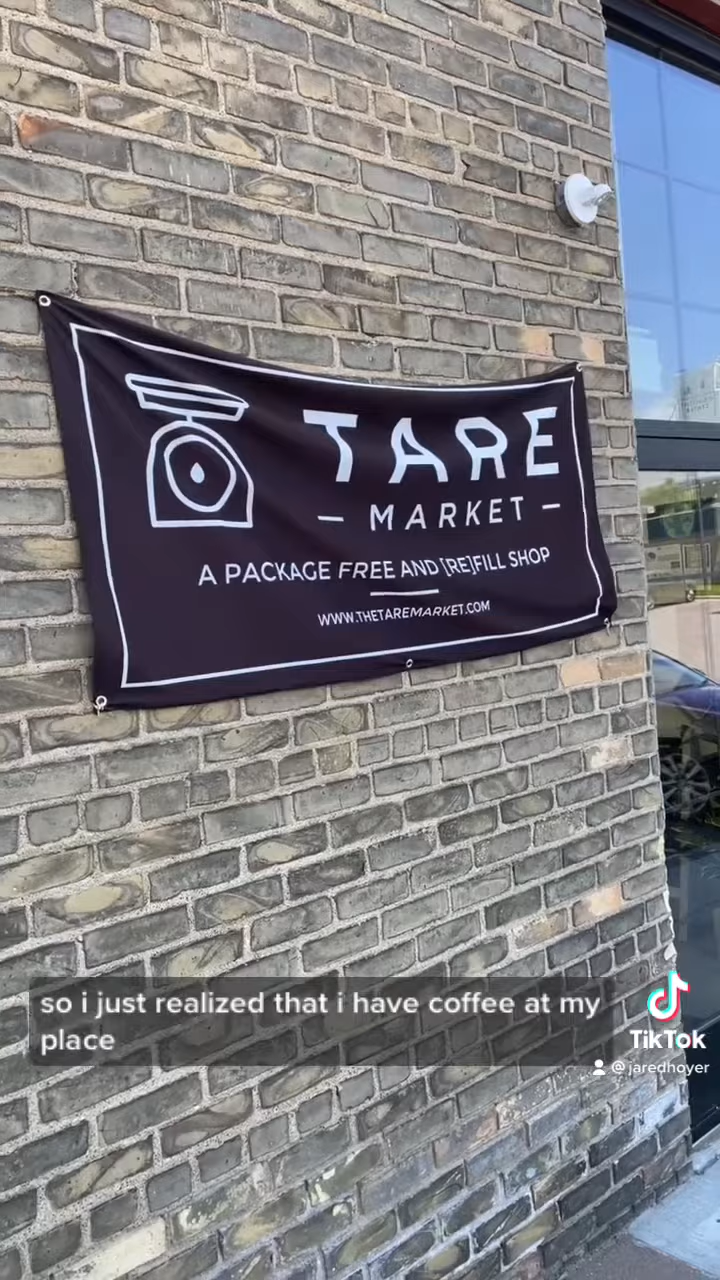 TARE
– MARKET –
A PACKAGE FREE AND [RE]FILL SHOP
WWW.THETAREMARKET.COM
so i just realized that i have coffee at my
place
TikTok
@ jaredhoyer